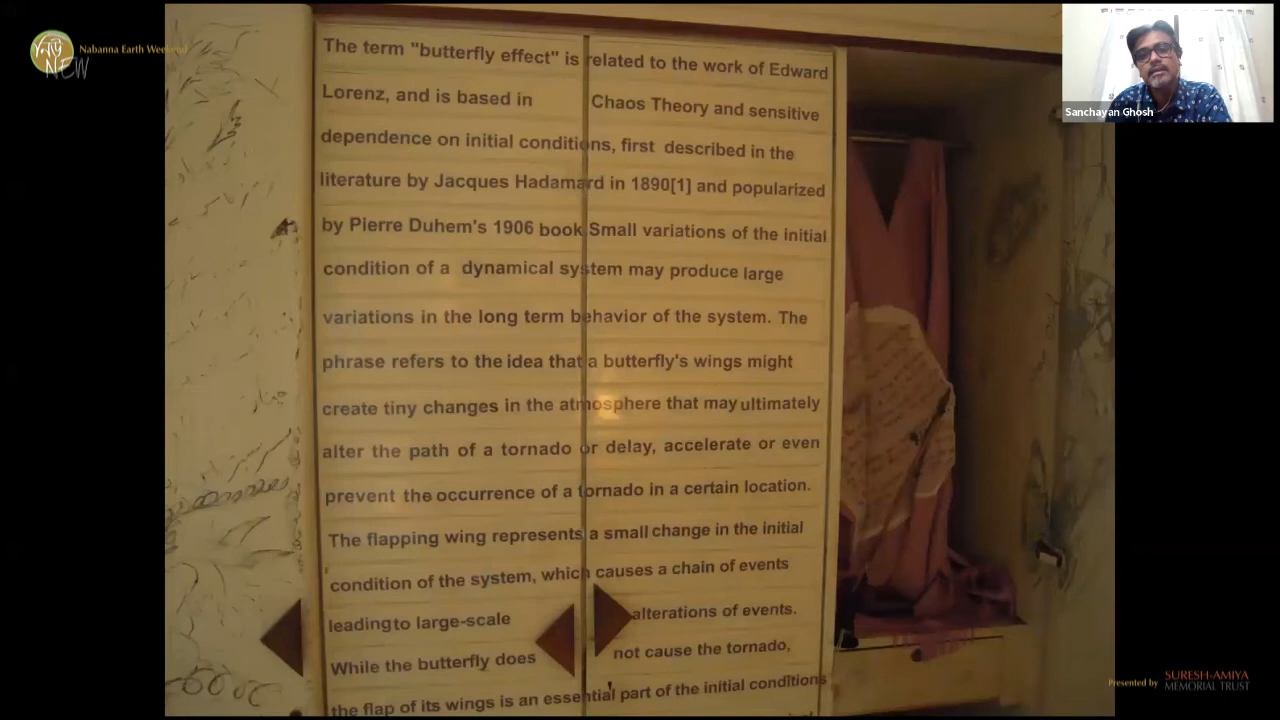 Nabanna Earth Weekend
NEW
Sanchayan Ghosh
The term "butterfly effect" is related to the work of Edward
Lorenz, and is based in Chaos Theory and sensitive
dependence on initial conditions, first described in the
literature by Jacques Hadamard in 1890[1] and popularized
by Pierre Duhem's 1906 book Small variations of the initial
condition of a dynamical system may produce large
variations in the long term behavior of the system. The
phrase refers to the idea that a butterfly's wings might
create tiny changes in the atmosphere that may ultimately
alter the path of a tornado or delay, accelerate or even
prevent the occurrence of a tornado in a certain location.
The flapping wing represents a small change in the initial
condition of the system, which causes a chain of events
leading to large-scale alterations of events.
While the butterfly does not cause the tornado,
the flap of its wings is an essential part of the initial conditions
Presented by
SURESH-AMIYA
MEMORIAL TRUST